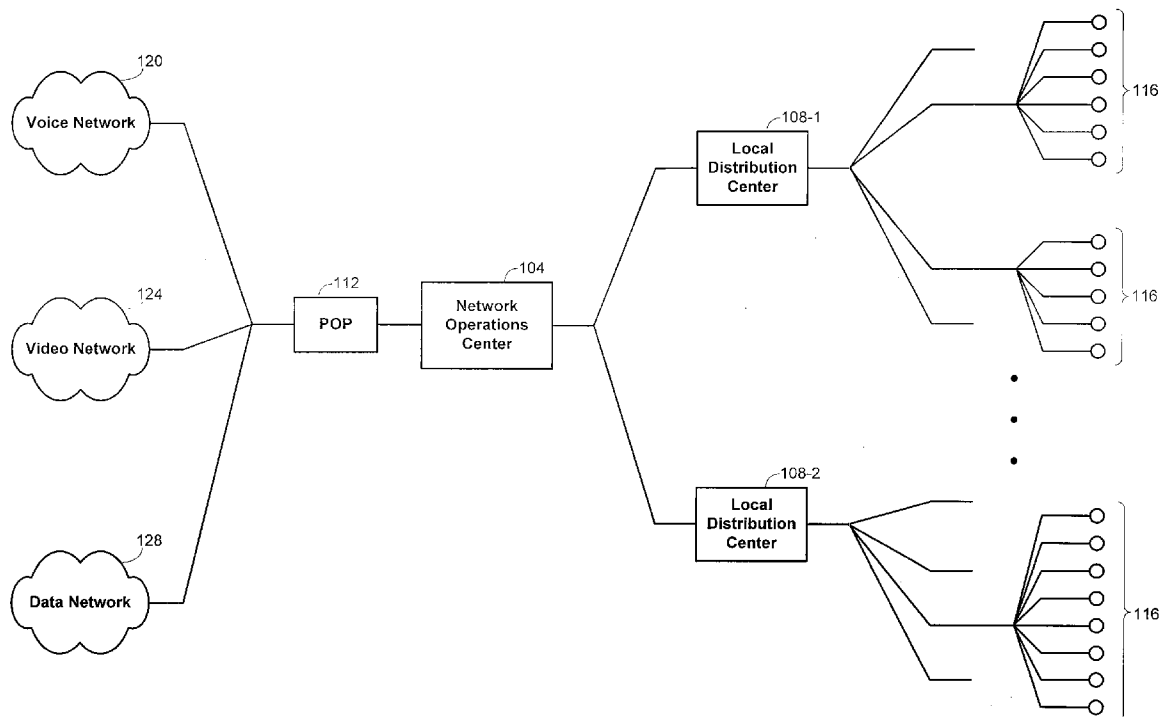 120
Voice Network
124
Video Network
128
Data Network
112
POP
104
Network
Operations
Center
108-1
Local
Distribution
Center
108-2
Local
Distribution
Center
116
116
116